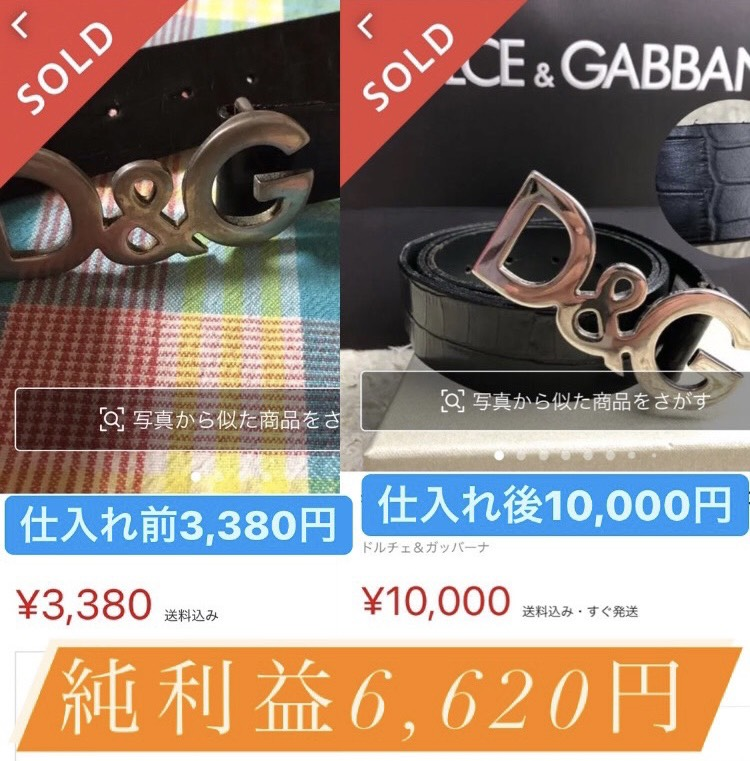 SOLD
D&G
写真から似た商品をさ
仕入れ前3,380円
¥3,380 送料込み
SOLD
CE & GABBAN
D&G
写真から似た商品をさがす
仕入れ後10,000円
ドルチェ&ガッバーナ
¥10,000 送料込み・すぐ発送
純利益6,620円